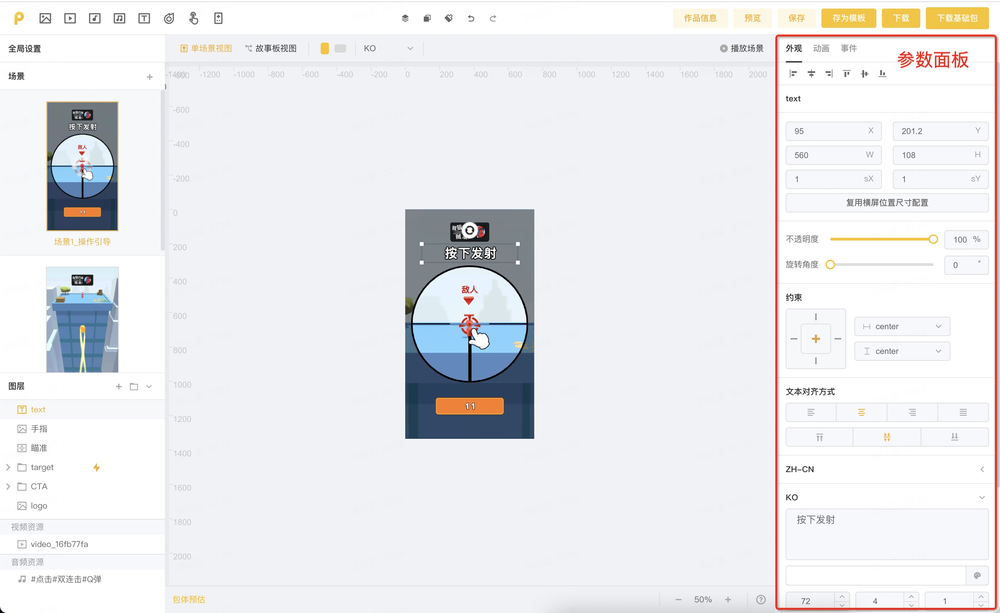 作品信息 预览 保存 存为模板 下载 下载基础包
全局设置 单场景视图 故事板视图 KO 播放场景
外观 动画 事件
参数面板
场景
-1400 -1200 -1000 -800 -600 -400 -200 0 200 400 600 800 1000 1200 1400 1600 1800 2000
-600
-400
-200
0
200
400
600
800
1000
1200
1400
1600
1800
2000
按下发射
敌人
11
场景1_操作引导
图层
text
手指
瞄准
target
CTA
logo
视频资源
video_16fb77fa
音频资源
#点击#双连击#Q弹
按下发射
敌人
11
包体预估
50%
text
95 X 201.2 Y
560 W 108 H
1 sX 1 sY
复用横屏位置尺寸配置
不透明度 100 %
旋转角度 0 °
约束
center
center
文本对齐方式
ZH-CN
KO
按下发射
72 4 1